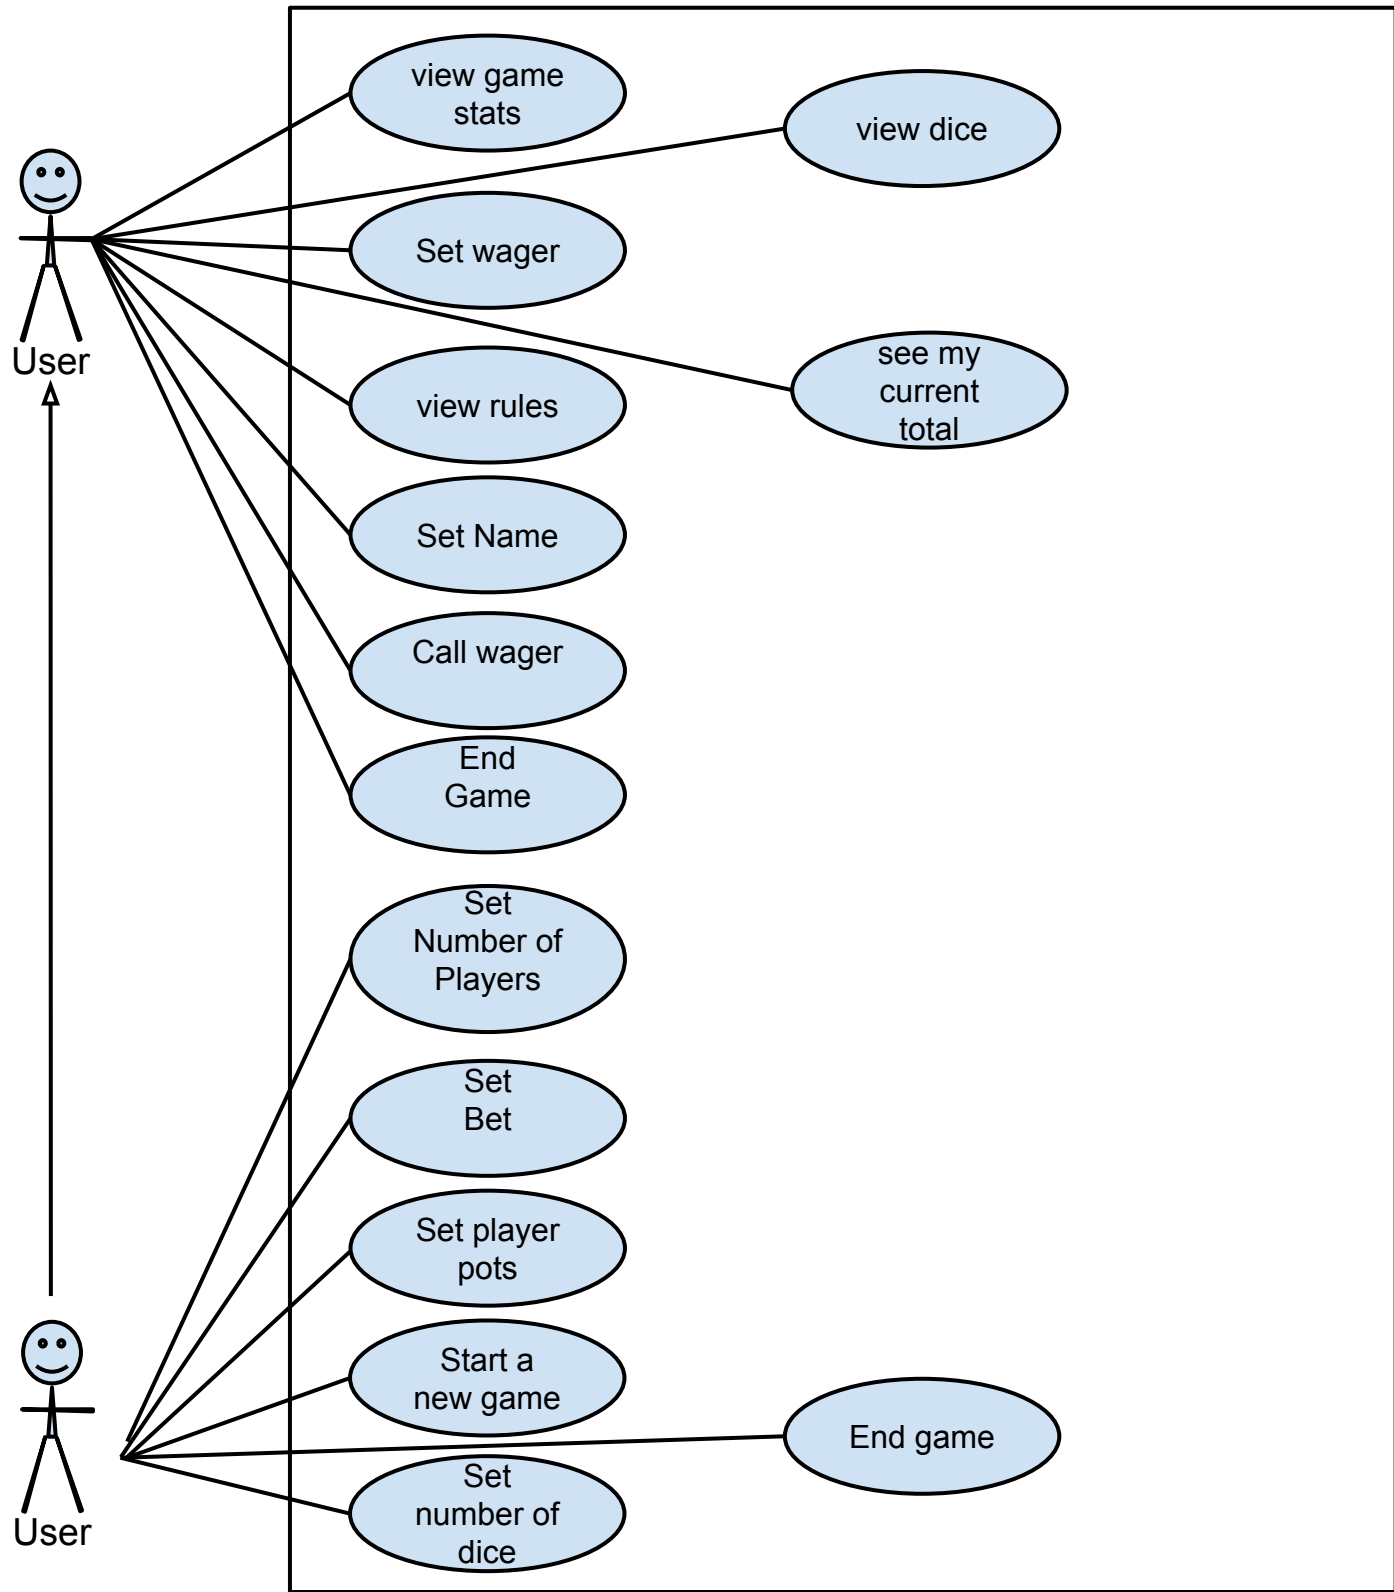 view game
stats
view dice
Set wager
User
see my
current
total
view rules
Set Name
Call wager
End
Game
Set
Number of
Players
Set
Bet
Set player
pots
Start a
new game
End game
Set
number of
dice
User